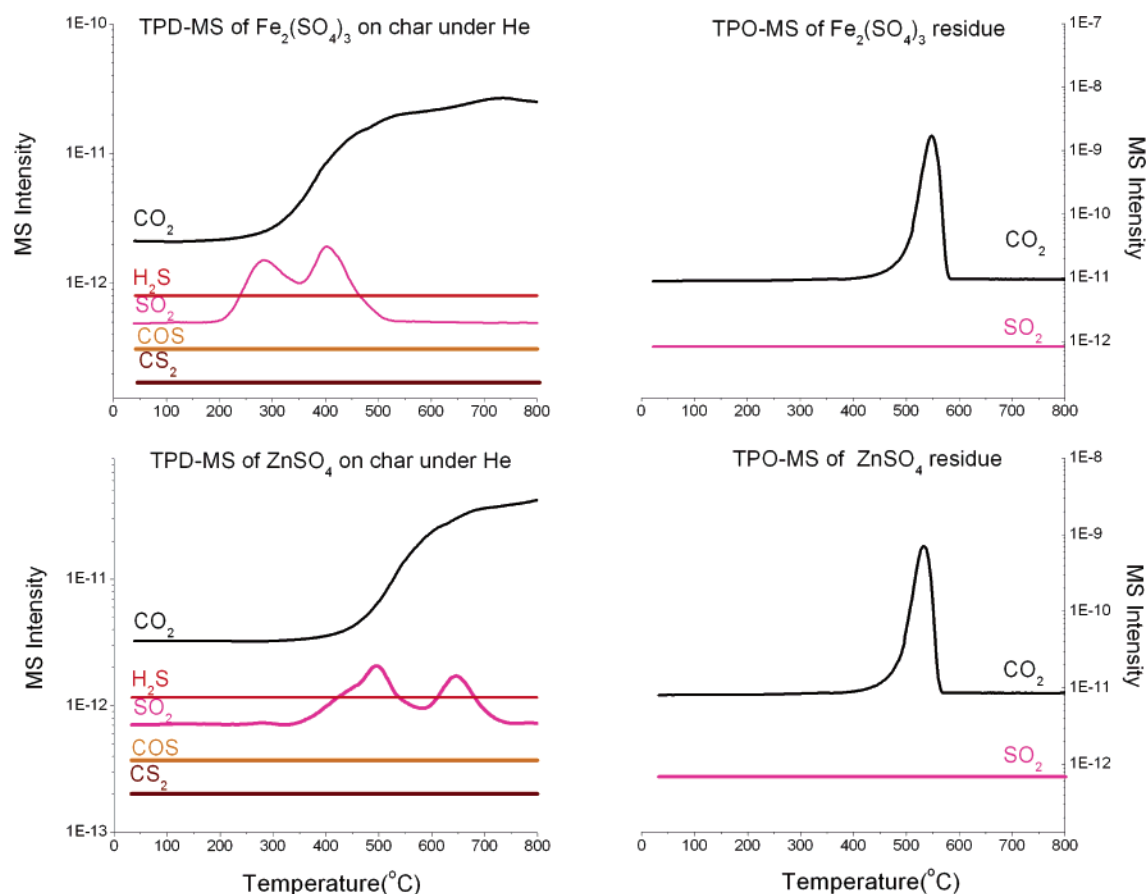 TPD-MS of Fe₂(SO₄)₃ on char under He
1E-10
1E-11
1E-12
MS Intensity
CO₂
H₂S
SO₂
COS
CS₂
0 100 200 300 400 500 600 700 800
TPO-MS of Fe₂(SO₄)₃ residue
1E-7
1E-8
1E-9
1E-10
1E-11
1E-12
MS Intensity
CO₂
SO₂
0 100 200 300 400 500 600 700 800
TPD-MS of ZnSO₄ on char under He
1E-11
1E-12
1E-13
MS Intensity
CO₂
H₂S
SO₂
COS
CS₂
0 100 200 300 400 500 600 700 800
Temperature(°C)
TPO-MS of ZnSO₄ residue
1E-8
1E-9
1E-10
1E-11
1E-12
MS Intensity
CO₂
SO₂
0 100 200 300 400 500 600 700 800
Temperature(°C)